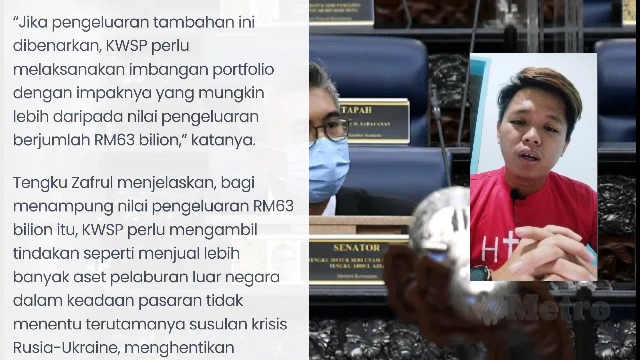 “Jika pengeluaran tambahan ini
dibenarkan, KWSP perlu
melaksanakan imbangan portfolio
dengan impaknya yang mungkin
lebih daripada nilai pengeluaran
berjumlah RM63 bilion,” katanya.
Tengku Zafrul menjelaskan, bagi
menampung nilai pengeluaran RM63
bilion itu, KWSP perlu mengambil
tindakan seperti menjual lebih
banyak aset pelaburan luar negara
dalam keadaan pasaran tidak
menentu terutamanya susulan krisis
Rusia-Ukraine, menghentikan
TAPAH
SENATOR
Menteri Kewangan
Metro